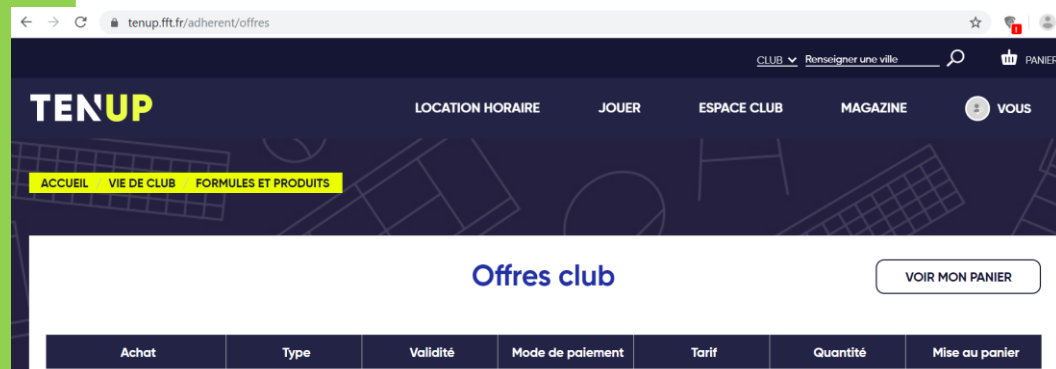 tenup.fft.fr/adherent/offres
CLUB Renseigner une ville PANIER
TENUP LOCATION HORAIRE JOUER ESPACE CLUB MAGAZINE VOUS
ACCUEIL / VIE DE CLUB / FORMULES ET PRODUITS
Offres club VOIR MON PANIER
Achat Type Validité Mode de paiement Tarif Quantité Mise au panier